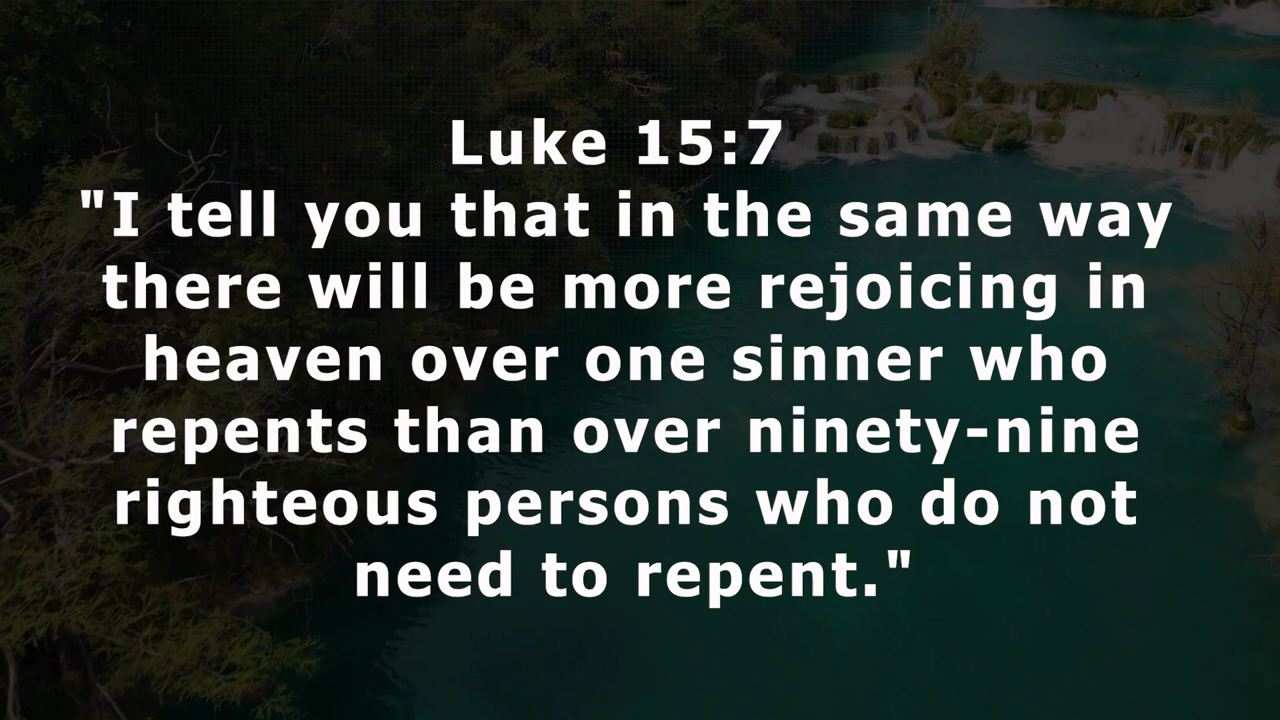 Luke 15:7
"I tell you that in the same way
there will be more rejoicing in
heaven over one sinner who
repents than over ninety-nine
righteous persons who do not
need to repent."